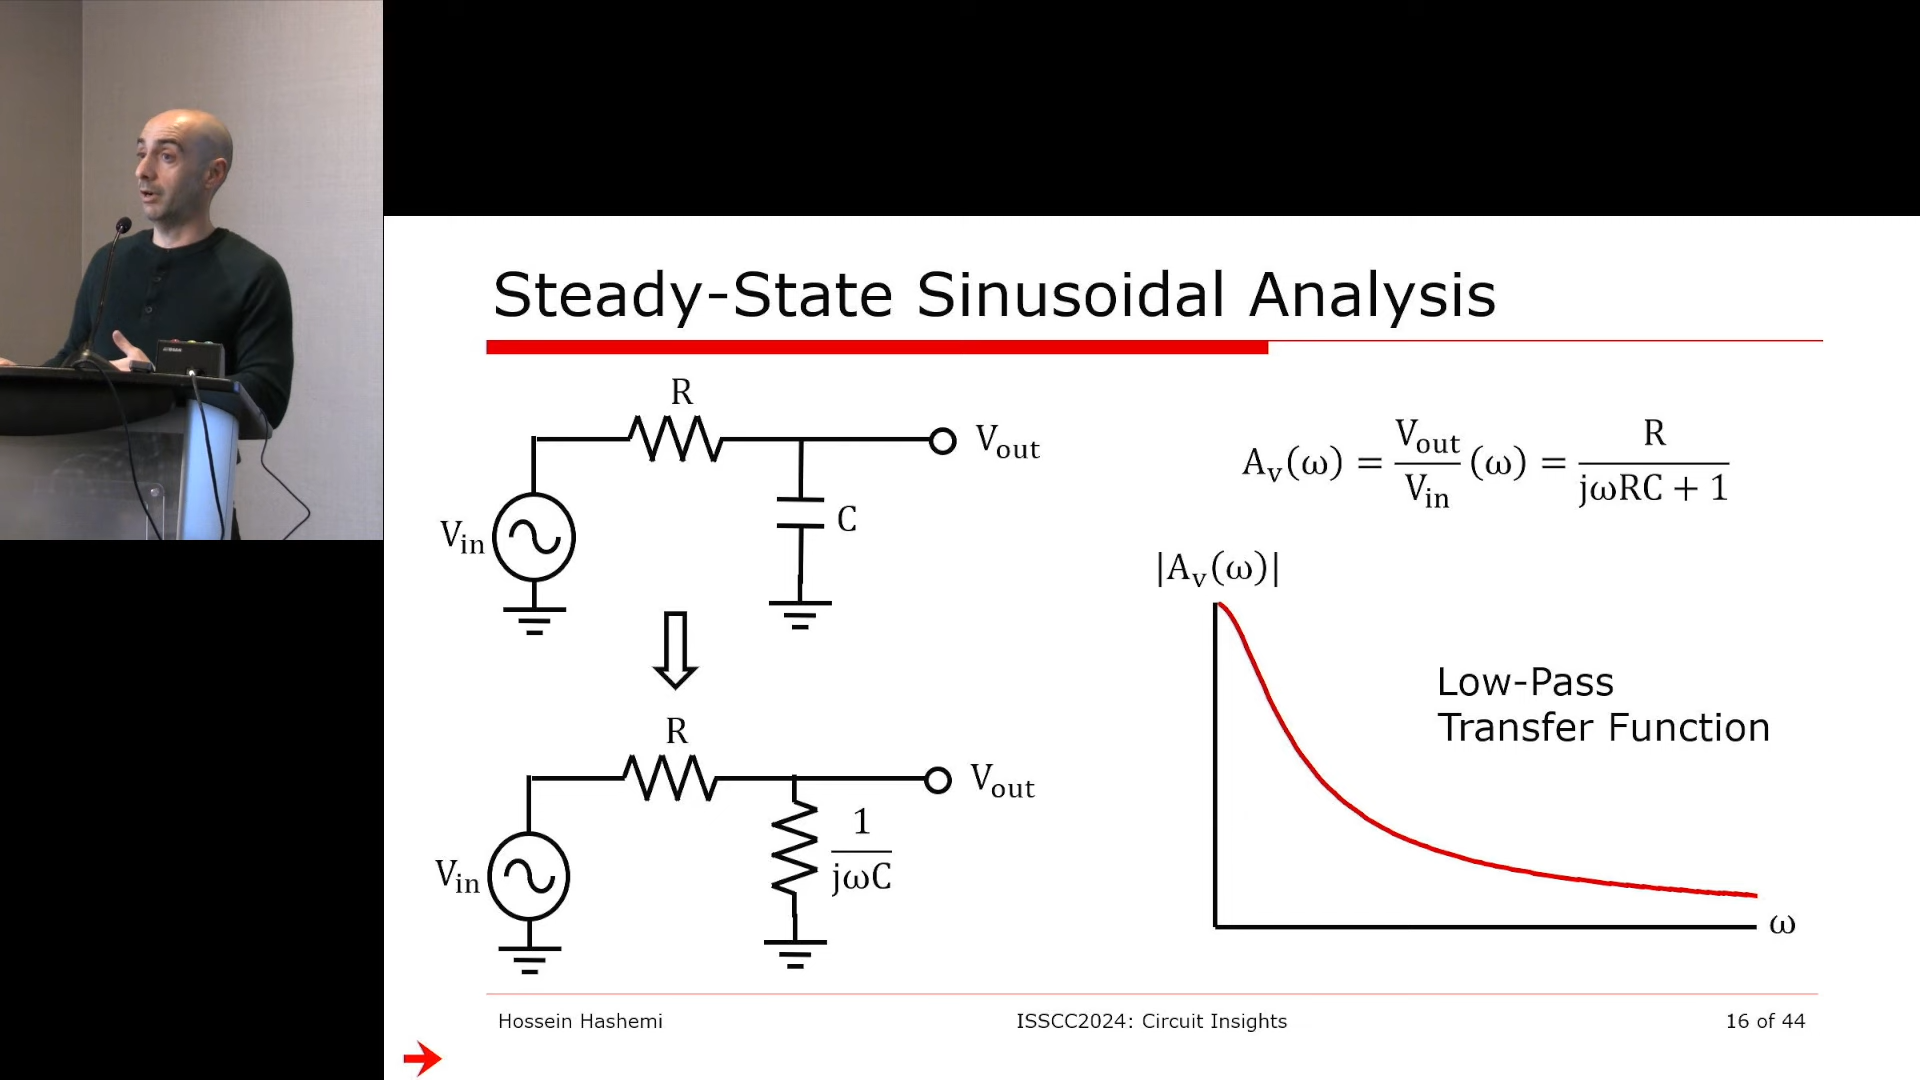 Steady-State Sinusoidal Analysis
R
V_out
C
V_in
A_v(ω) = V_out/V_in (ω) = R/(jωRC + 1)
|A_v(ω)|
Low-Pass
Transfer Function
ω
R
V_out
1/jωC
V_in
Hossein Hashemi
ISSCC2024: Circuit Insights
16 of 44